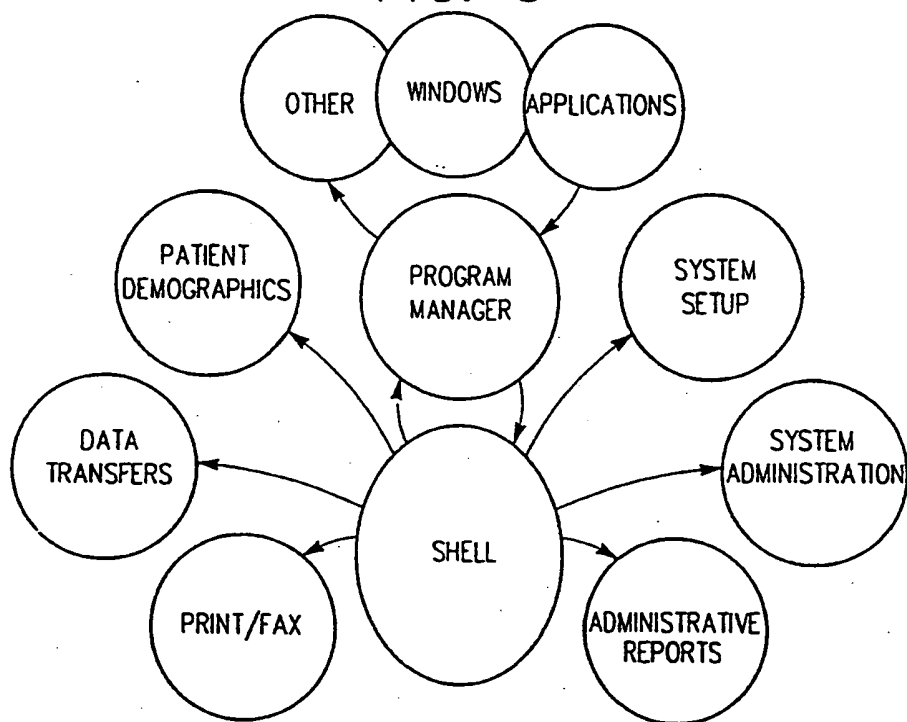 OTHER
WINDOWS
APPLICATIONS
PATIENT
DEMOGRAPHICS
PROGRAM
MANAGER
SYSTEM
SETUP
DATA
TRANSFERS
SYSTEM
ADMINISTRATION
SHELL
PRINT/FAX
ADMINISTRATIVE
REPORTS